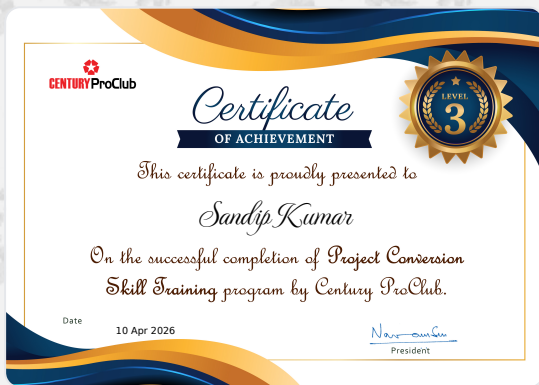 CENTURY ProClub
Certificate
OF ACHIEVEMENT
LEVEL
3
This certificate is proudly presented to
Sandip Kumar
On the successful completion of Project Conversion
Skill Training program by Century ProClub.
Date
10 Apr 2026
President